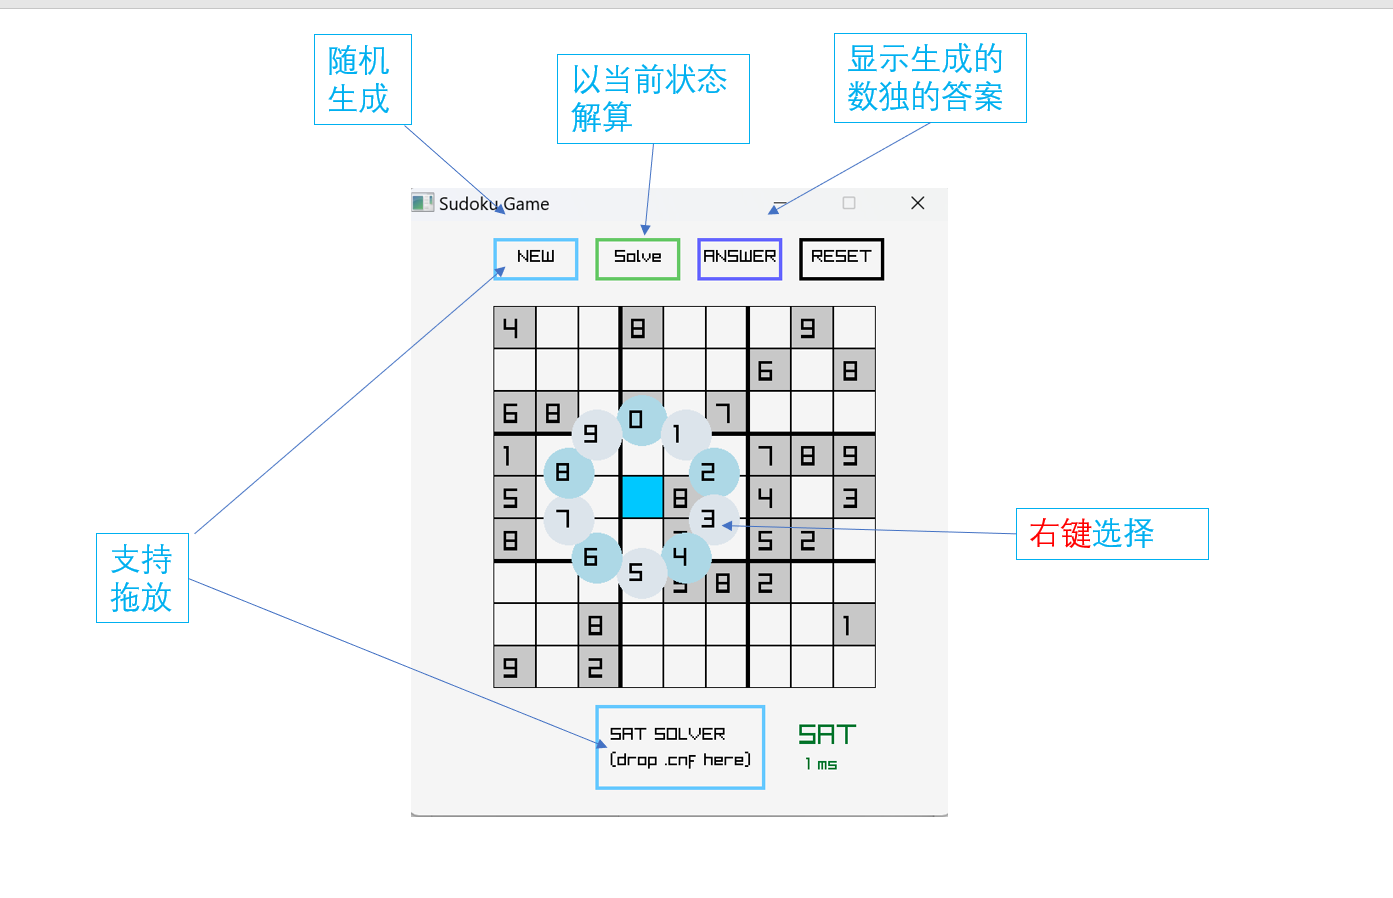 随机
生成
以当前状态
解算
显示生成的
数独的答案
Sudoku Game
NEW
Solve
ANSWER
RESET
4 8 9
6 8
6 8 7
9 0 1
1 7 8 9
8 2
5 8 4 3
7 3
8 5 2
6 4
5
8 2
8 1
9 2
右键选择
支持
拖放
SAT SOLVER
(drop .cnf here)
SAT
1 ms